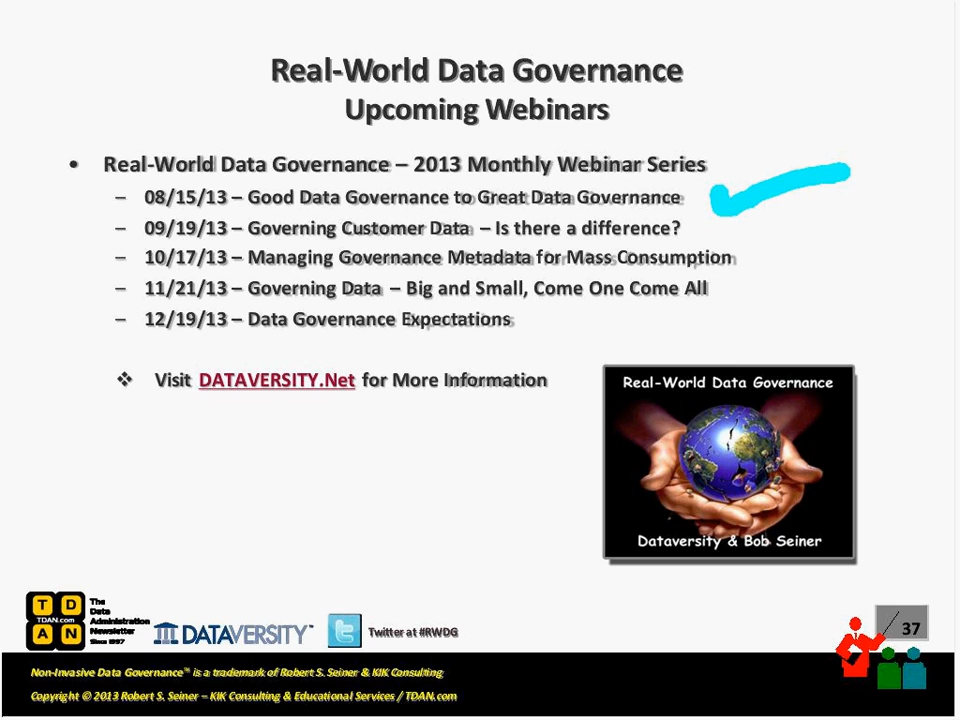 Real-World Data Governance
Upcoming Webinars
• Real-World Data Governance – 2013 Monthly Webinar Series
– 08/15/13 – Good Data Governance to Great Data Governance
– 09/19/13 – Governing Customer Data – Is there a difference?
– 10/17/13 – Managing Governance Metadata for Mass Consumption
– 11/21/13 – Governing Data – Big and Small, Come One Come All
– 12/19/13 – Data Governance Expectations
❖ Visit DATAVERSITY.Net for More Information
Real-World Data Governance
Dataversity & Bob Seiner
T D
TDAN.com
A N
The
Data
Administration
Newsletter
Since 1997
DATAVERSITY™
Twitter at #RWDG
37
Non-Invasive Data Governance™ is a trademark of Robert S. Seiner & KIK Consulting
Copyright © 2013 Robert S. Seiner – KIK Consulting & Educational Services / TDAN.com